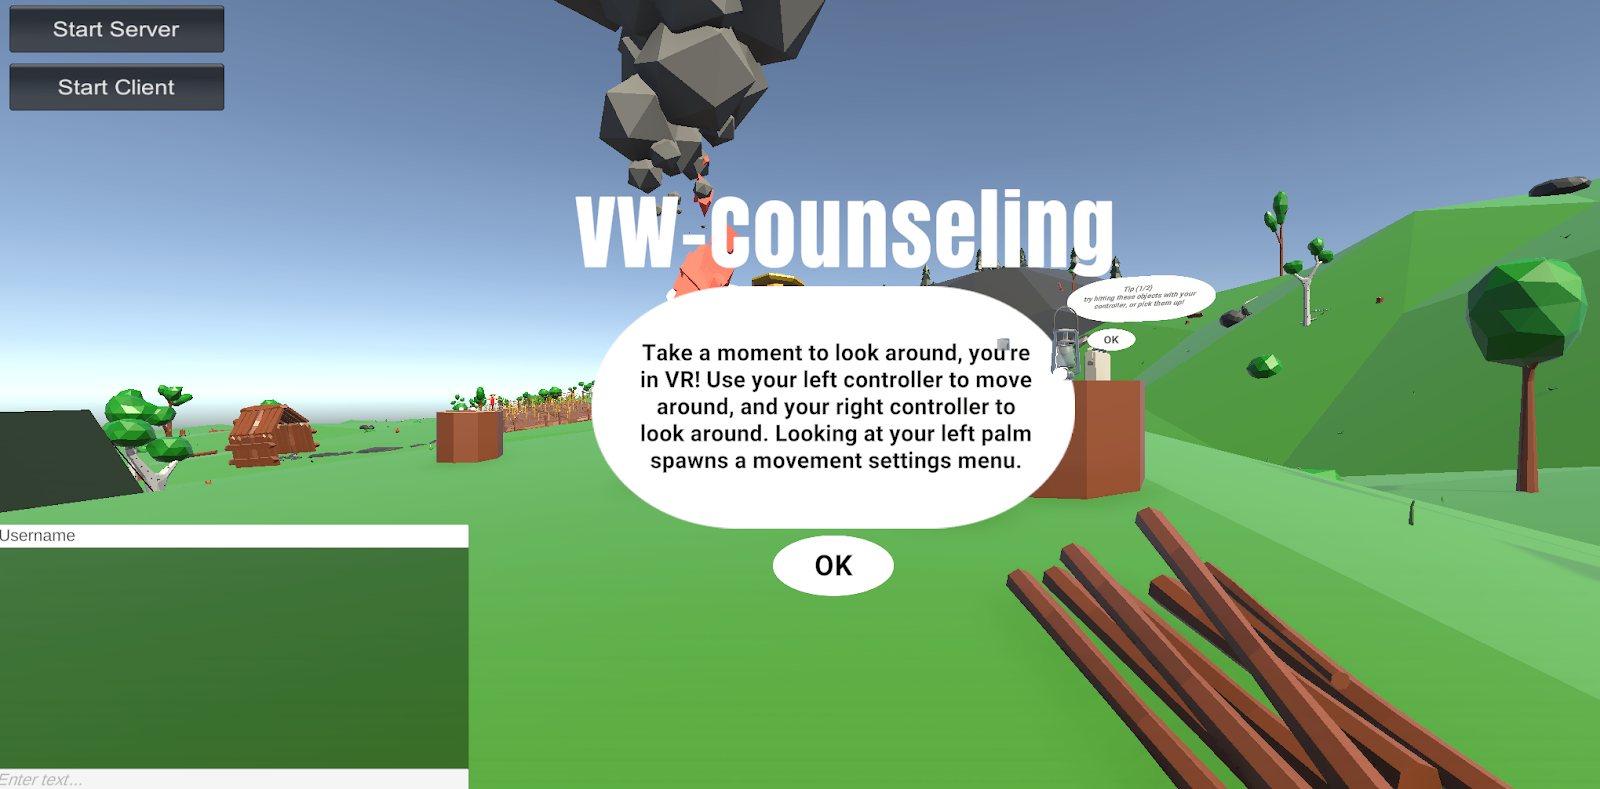 Start Server
Start Client
VW-Counseling
Tip (1/2)
try hitting these objects with your
controller, or pick them up!
OK
Take a moment to look around, you're
in VR! Use your left controller to move
around, and your right controller to
look around. Looking at your left palm
spawns a movement settings menu.
OK
Username
Enter text...